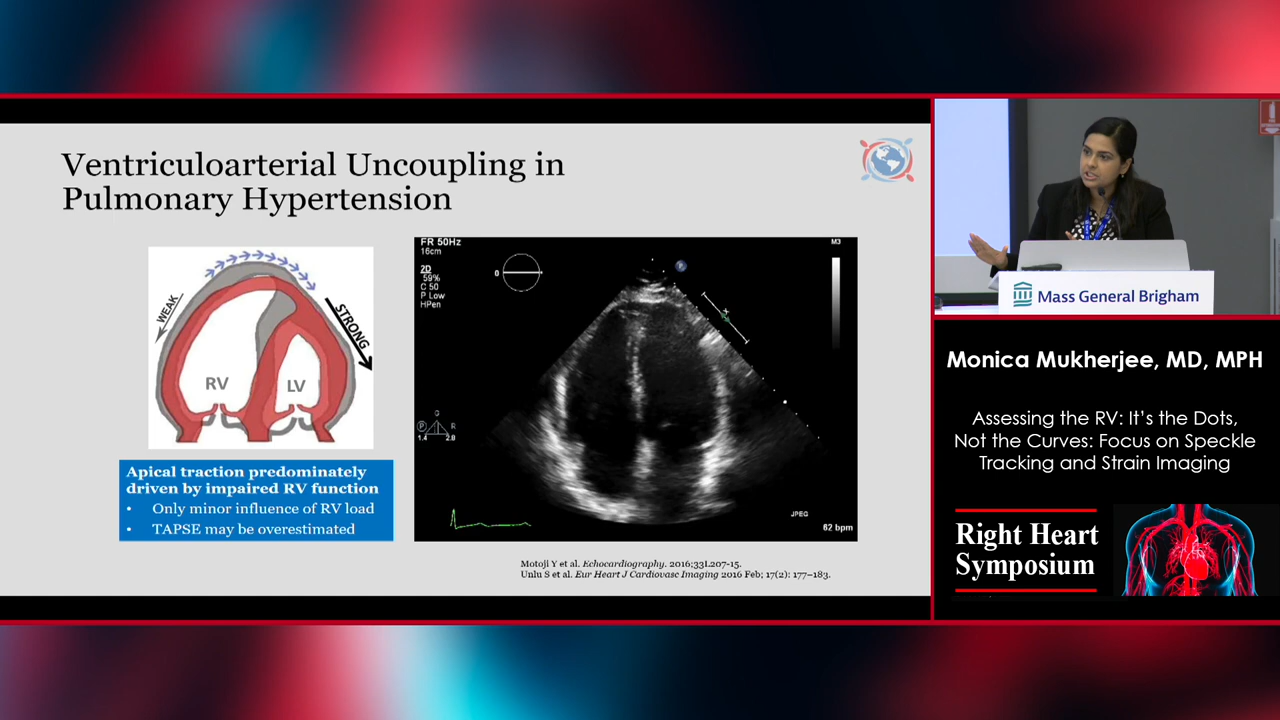 Ventriculoarterial Uncoupling in
Pulmonary Hypertension
WEAK
STRONG
RV
LV
Apical traction predominately
driven by impaired RV function
• Only minor influence of RV load
• TAPSE may be overestimated
FR 50Hz
16cm
2D
59%
C 50
P Low
HPen
0
M3
P
G
P
R
1.4
2.8
JPEG
62 bpm
Motoji Y et al. Echocardiography. 2016;33L207-15.
Unlu S et al. Eur Heart J Cardiovasc Imaging 2016 Feb; 17(2): 177–183.
Mass General Brigham
Monica Mukherjee, MD, MPH
Assessing the RV: It's the Dots,
Not the Curves: Focus on Speckle
Tracking and Strain Imaging
Right Heart
Symposium